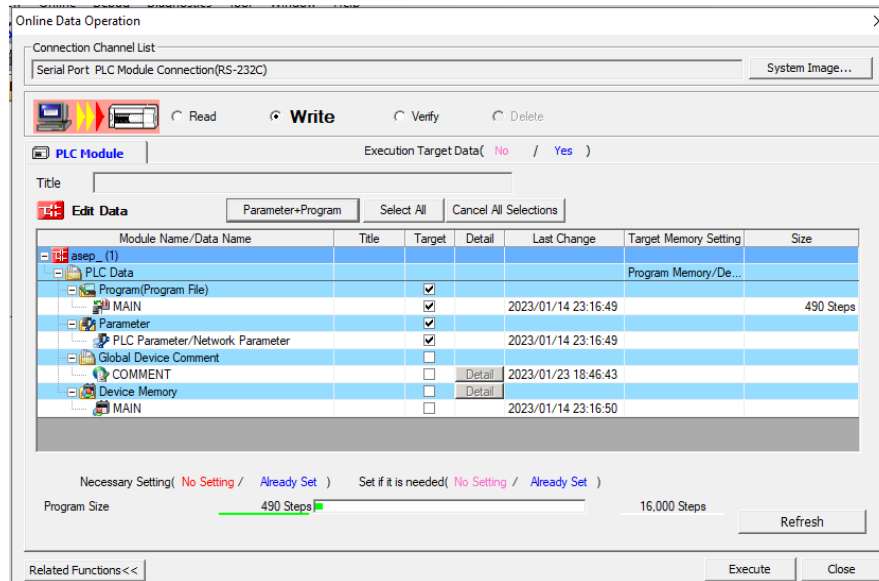 Online Data Operation
Connection Channel List
Serial Port PLC Module Connection(RS-232C)
System Image...
Read Write Verify Delete
PLC Module
Execution Target Data( No / Yes )
Title
Edit Data Parameter+Program Select All Cancel All Selections
Module Name/Data Name Title Target Detail Last Change Target Memory Setting Size
asep_ (1)
PLC Data Program Memory/De...
Program(Program File)
MAIN 2023/01/14 23:16:49 490 Steps
Parameter
PLC Parameter/Network Parameter 2023/01/14 23:16:49
Global Device Comment
COMMENT Detail 2023/01/23 18:46:43
Device Memory Detail
MAIN 2023/01/14 23:16:50
Necessary Setting( No Setting / Already Set ) Set if it is needed( No Setting / Already Set )
Program Size 490 Steps 16,000 Steps
Refresh
Related Functions<< Execute Close